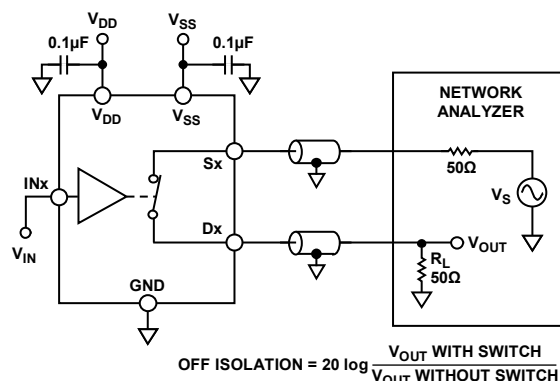 VDD
VSS
0.1µF
0.1µF
VDD
VSS
NETWORK
ANALYZER
INx
Sx
50Ω
VS
VIN
Dx
VOUT
RL
50Ω
GND
OFF ISOLATION = 20 log VOUT WITH SWITCH
VOUT WITHOUT SWITCH